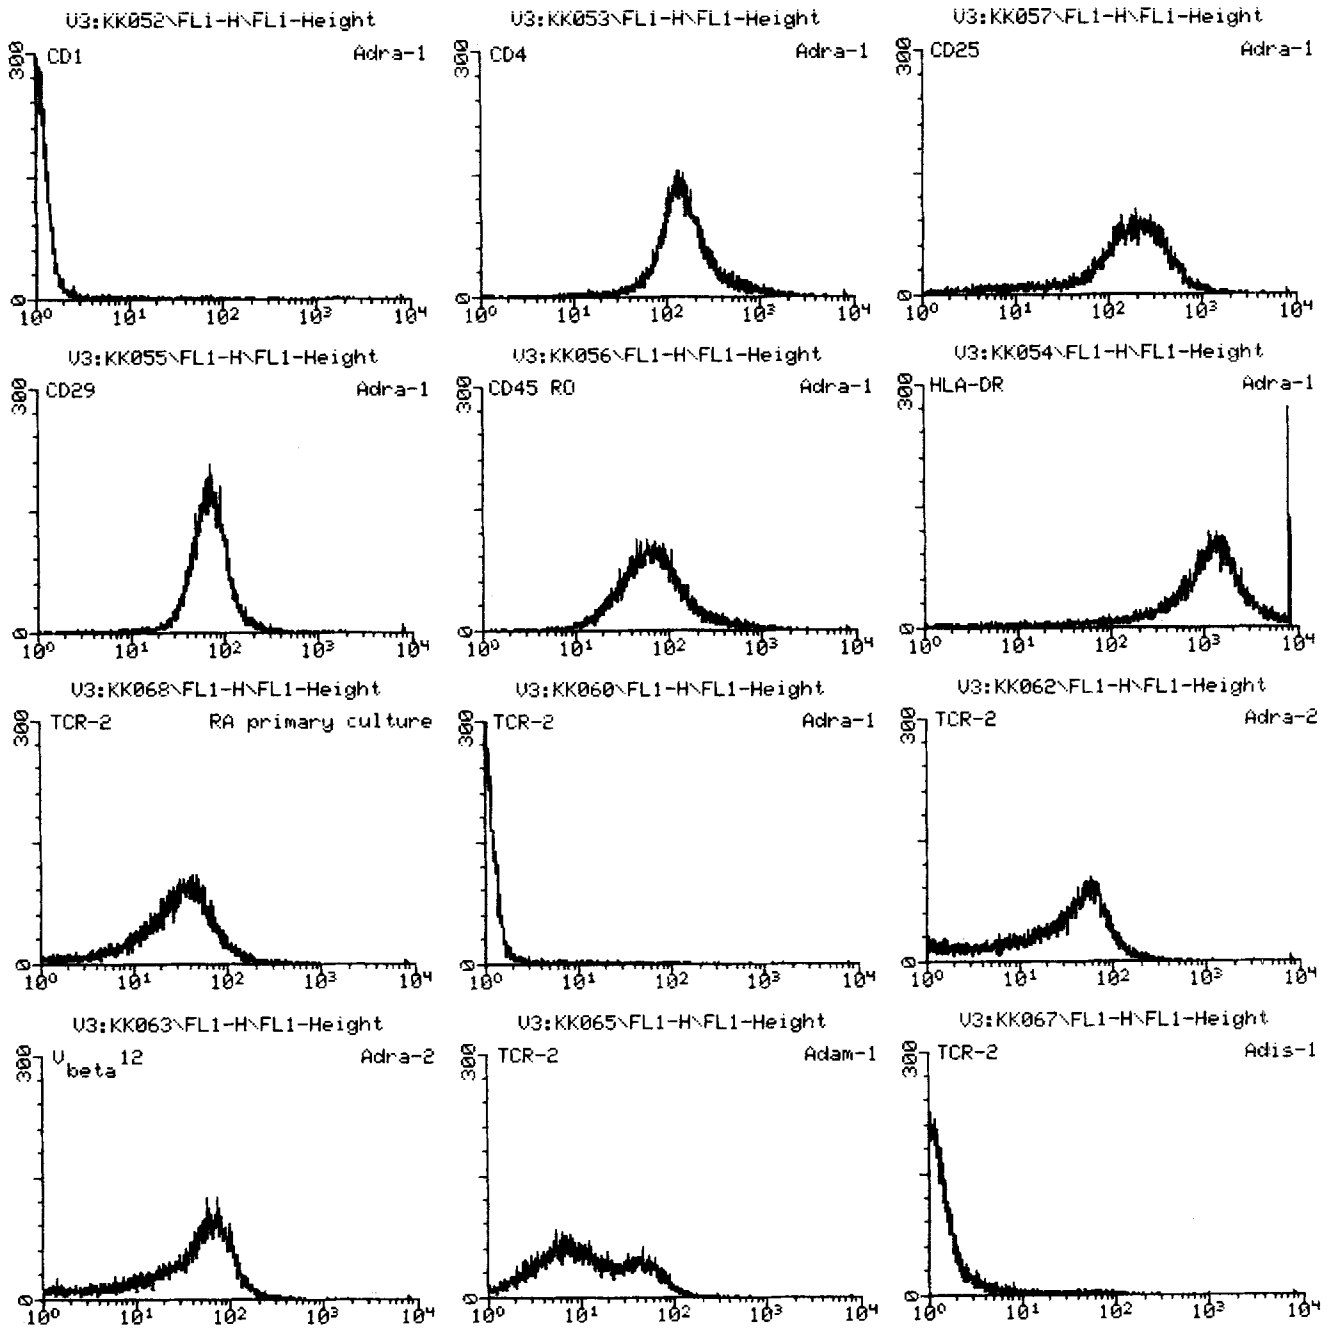 V3:KK052\FL1-H\FL1-Height
CD1 Adra-1
300
0
10⁰ 10¹ 10² 10³ 10⁴
V3:KK053\FL1-H\FL1-Height
CD4 Adra-1
300
0
10⁰ 10¹ 10² 10³ 10⁴
V3:KK057\FL1-H\FL1-Height
CD25 Adra-1
300
0
10⁰ 10¹ 10² 10³ 10⁴
V3:KK055\FL1-H\FL1-Height
CD29 Adra-1
300
0
10⁰ 10¹ 10² 10³ 10⁴
V3:KK056\FL1-H\FL1-Height
CD45 RO Adra-1
300
0
10⁰ 10¹ 10² 10³ 10⁴
V3:KK054\FL1-H\FL1-Height
HLA-DR Adra-1
300
0
10⁰ 10¹ 10² 10³ 10⁴
V3:KK068\FL1-H\FL1-Height
TCR-2 RA primary culture
300
0
10⁰ 10¹ 10² 10³ 10⁴
V3:KK060\FL1-H\FL1-Height
TCR-2 Adra-1
300
0
10⁰ 10¹ 10² 10³ 10⁴
V3:KK062\FL1-H\FL1-Height
TCR-2 Adra-2
300
0
10⁰ 10¹ 10² 10³ 10⁴
V3:KK063\FL1-H\FL1-Height
V beta 12 Adra-2
300
0
10⁰ 10¹ 10² 10³ 10⁴
V3:KK065\FL1-H\FL1-Height
TCR-2 Adam-1
300
0
10⁰ 10¹ 10² 10³ 10⁴
V3:KK067\FL1-H\FL1-Height
TCR-2 Adis-1
300
0
10⁰ 10¹ 10² 10³ 10⁴